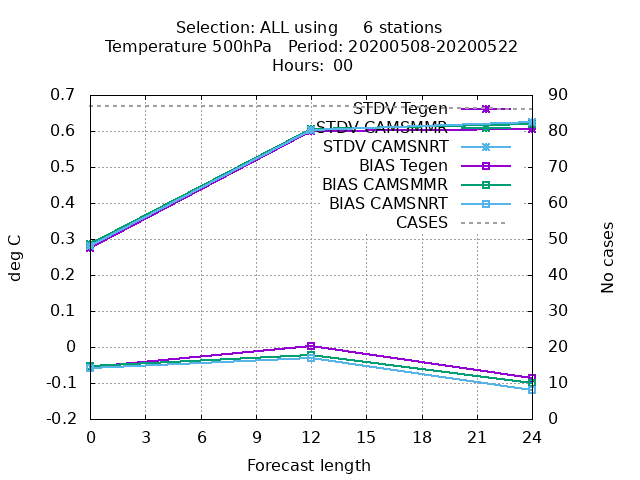 Selection: ALL using 6 stations
Temperature 500hPa Period: 20200508-20200522
Hours: 00
0.7
0.6
0.5
0.4
0.3
0.2
0.1
0
-0.1
-0.2
deg C
STDV Tegen
STDV CAMSMMR
STDV CAMSNRT
BIAS Tegen
BIAS CAMSMMR
BIAS CAMSNRT
CASES
90
80
70
60
50
40
30
20
10
0
No cases
0 3 6 9 12 15 18 21 24
Forecast length